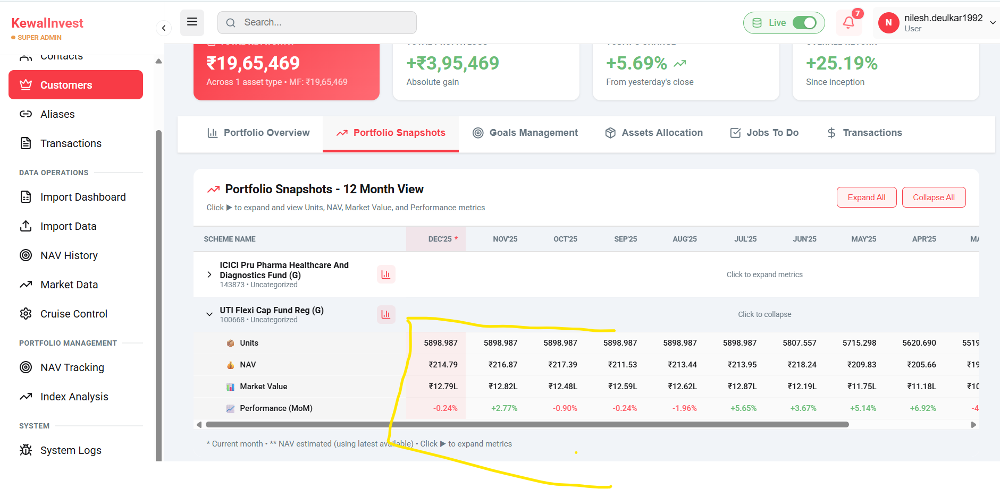 KewalInvest
SUPER ADMIN
Contacts
Customers
Aliases
Transactions
DATA OPERATIONS
Import Dashboard
Import Data
NAV History
Market Data
Cruise Control
PORTFOLIO MANAGEMENT
NAV Tracking
Index Analysis
SYSTEM
System Logs
Search...
Live
7
N
nilesh.deulkar1992
User
₹19,65,469
Across 1 asset type • MF: ₹19,65,469
+₹3,95,469
Absolute gain
+5.69%
From yesterday's close
+25.19%
Since inception
Portfolio Overview Portfolio Snapshots Goals Management Assets Allocation Jobs To Do Transactions
Portfolio Snapshots - 12 Month View
Click ▶ to expand and view Units, NAV, Market Value, and Performance metrics
Expand All Collapse All
SCHEME NAME DEC'25 * NOV'25 OCT'25 SEP'25 AUG'25 JUL'25 JUN'25 MAY'25 APR'25 MA
ICICI Pru Pharma Healthcare And
Diagnostics Fund (G)
143873 • Uncategorized
Click to expand metrics
UTI Flexi Cap Fund Reg (G)
100668 • Uncategorized
Click to collapse
Units 5898.987 5898.987 5898.987 5898.987 5898.987 5898.987 5807.557 5715.298 5620.690 5519
NAV ₹214.79 ₹216.87 ₹217.39 ₹211.53 ₹213.44 ₹213.95 ₹218.24 ₹209.83 ₹205.66 ₹19
Market Value ₹12.79L ₹12.82L ₹12.48L ₹12.59L ₹12.62L ₹12.87L ₹12.19L ₹11.75L ₹11.18L ₹10
Performance (MoM) -0.24% +2.77% -0.90% -0.24% -1.96% +5.65% +3.67% +5.14% +6.92% -4
* Current month • ** NAV estimated (using latest available) • Click ▶ to expand metrics